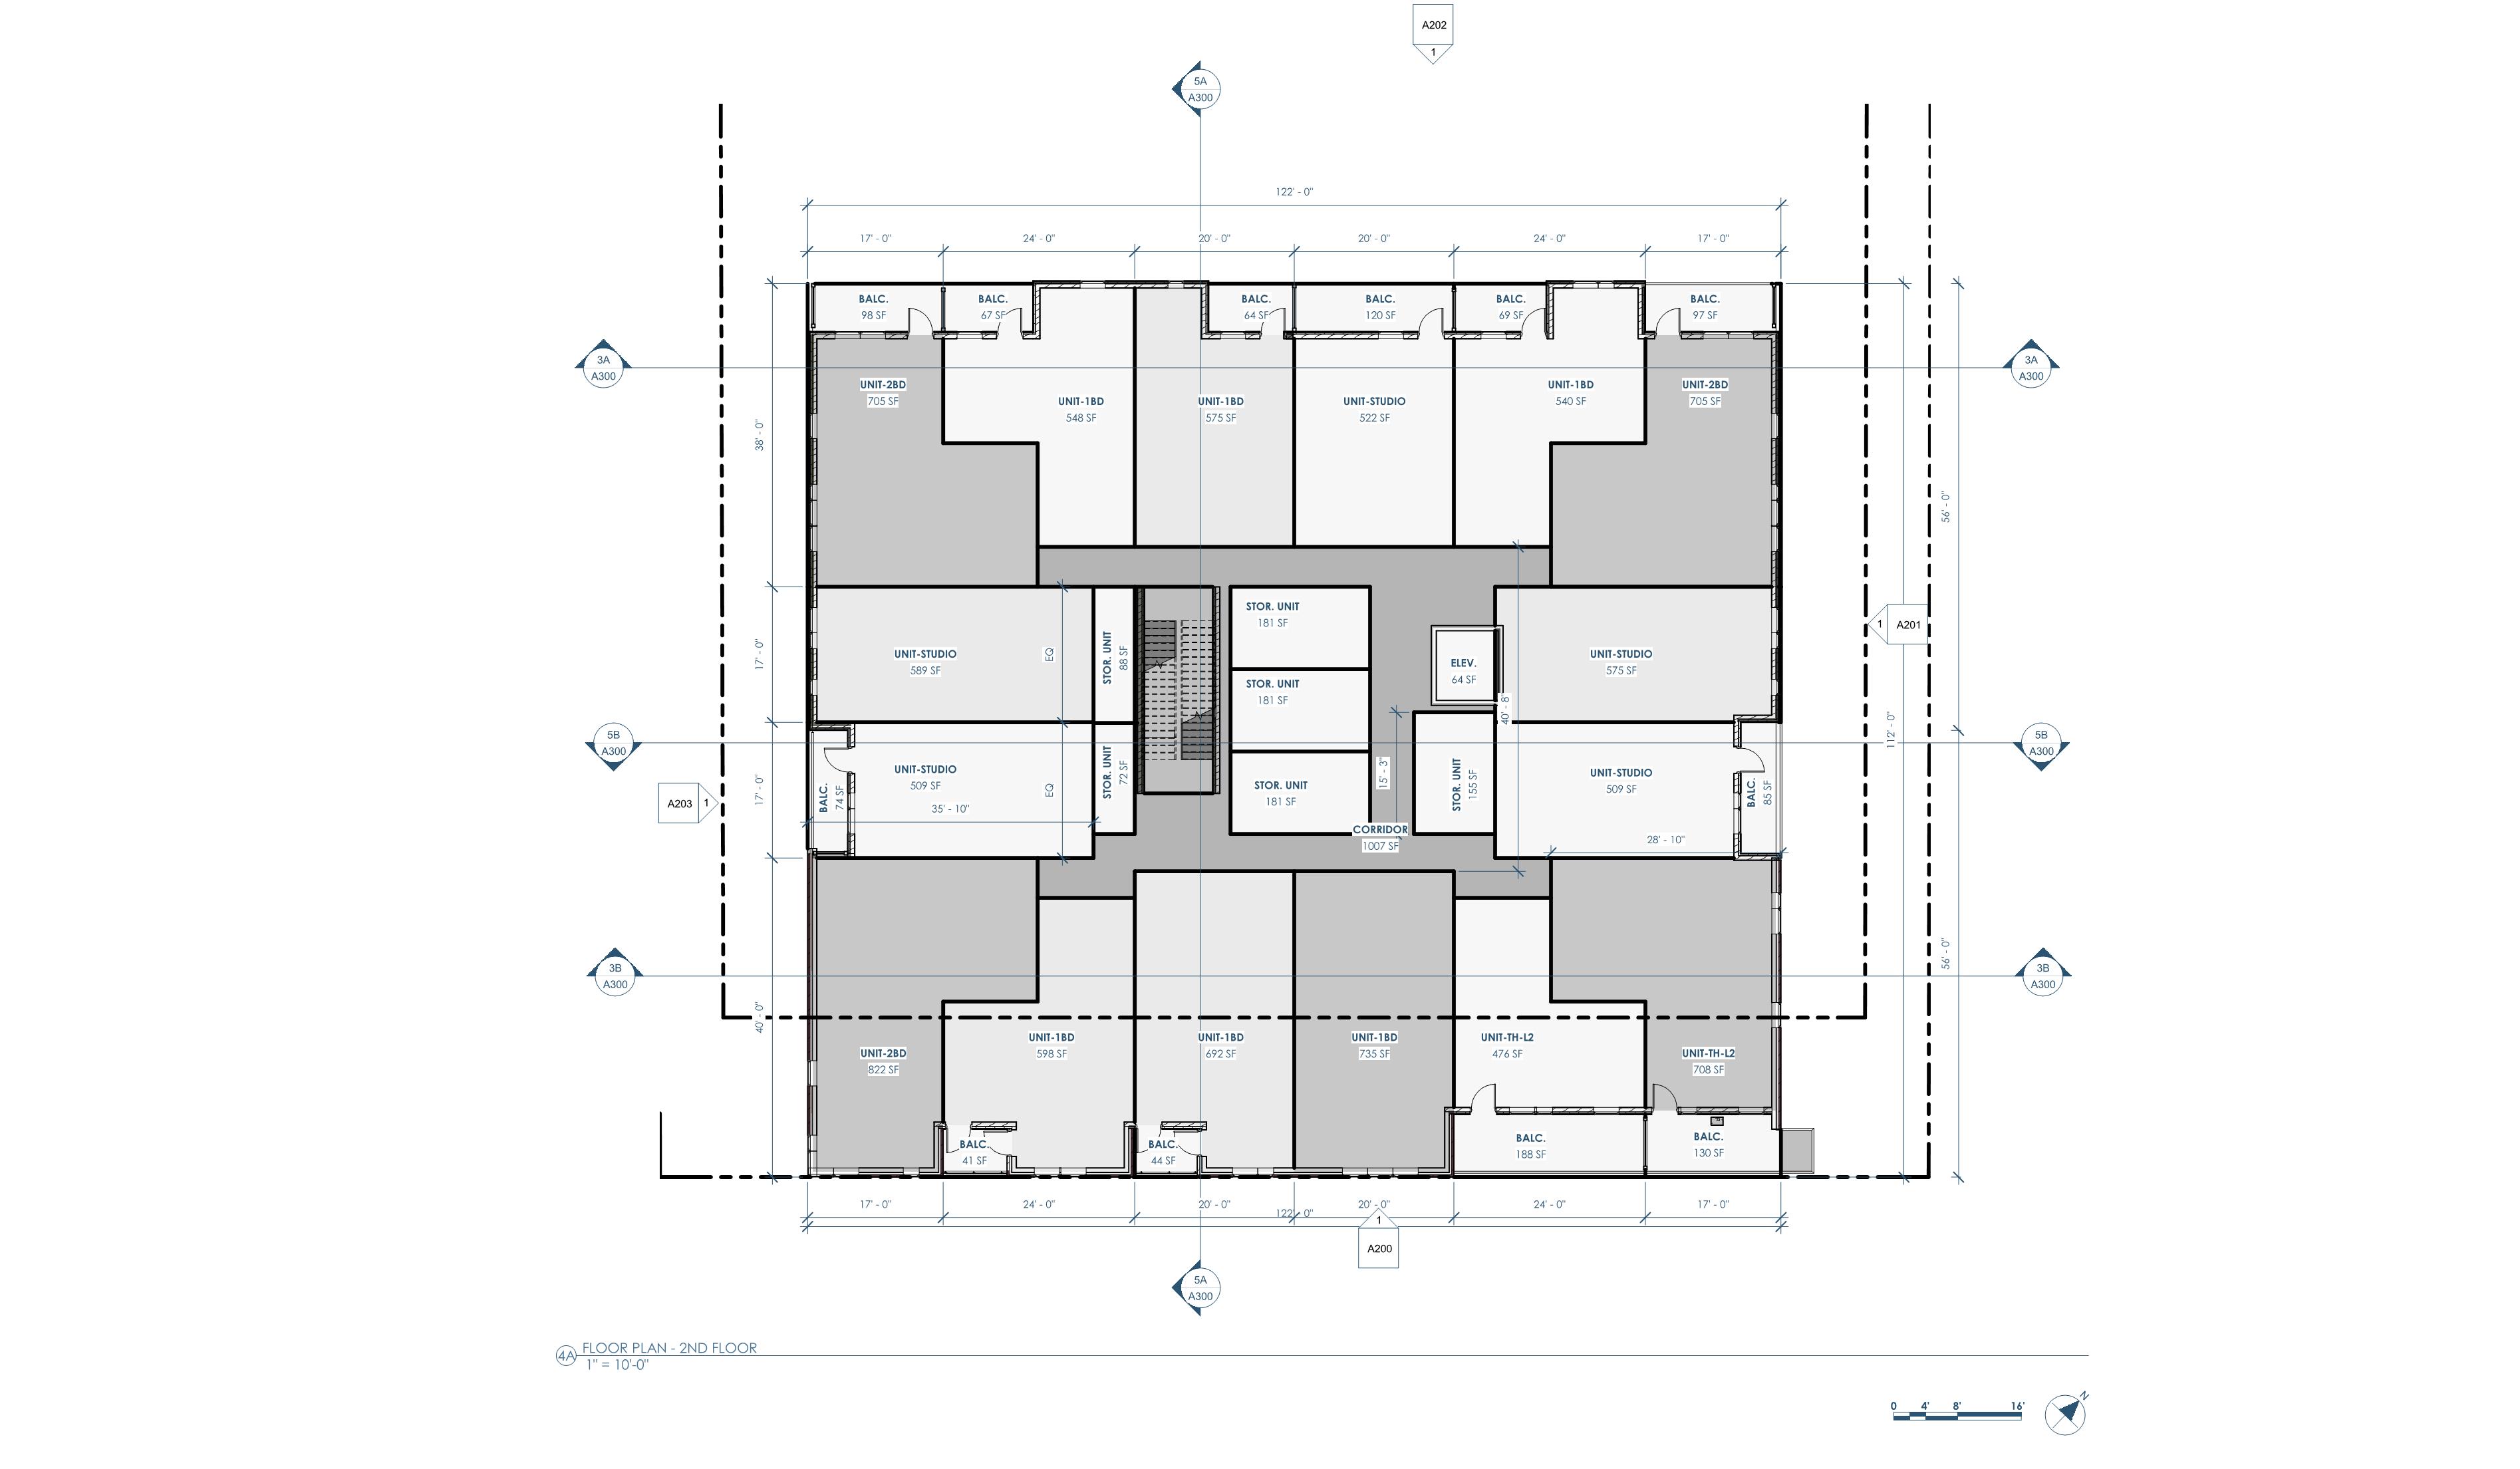 A202
1
5A
A300
122' - 0"
17' - 0"
24' - 0"
20' - 0"
20' - 0"
24' - 0"
17' - 0"
BALC.
98 SF
BALC.
67 SF
BALC.
64 SF
BALC.
120 SF
BALC.
69 SF
BALC.
97 SF
3A
A300
3A
A300
UNIT-2BD
705 SF
UNIT-1BD
548 SF
UNIT-1BD
575 SF
UNIT-STUDIO
522 SF
UNIT-1BD
540 SF
UNIT-2BD
705 SF
38' - 0"
56' - 0"
STOR. UNIT
181 SF
1
A201
17' - 0"
UNIT-STUDIO
589 SF
EQ
STOR. UNIT
88 SF
STOR. UNIT
181 SF
ELEV.
64 SF
UNIT-STUDIO
575 SF
40' - 8"
112' - 0"
5B
A300
5B
A300
UNIT-STUDIO
509 SF
35' - 10"
STOR. UNIT
72 SF
STOR. UNIT
181 SF
15' - 3"
STOR. UNIT
155 SF
UNIT-STUDIO
509 SF
BALC.
85 SF
A203
1
17' - 0"
BALC.
74 SF
EQ
CORRIDOR
1007 SF
28' - 10"
3B
A300
3B
A300
56' - 0"
40' - 0"
UNIT-2BD
822 SF
UNIT-1BD
598 SF
UNIT-1BD
692 SF
UNIT-1BD
735 SF
UNIT-TH-L2
476 SF
UNIT-TH-L2
708 SF
BALC.
41 SF
BALC.
44 SF
BALC.
188 SF
BALC.
130 SF
17' - 0"
24' - 0"
20' - 0"
20' - 0"
24' - 0"
17' - 0"
122' - 0"
1
A200
5A
A300
4A
FLOOR PLAN - 2ND FLOOR
1" = 10'-0"
0 4' 8' 16'
N